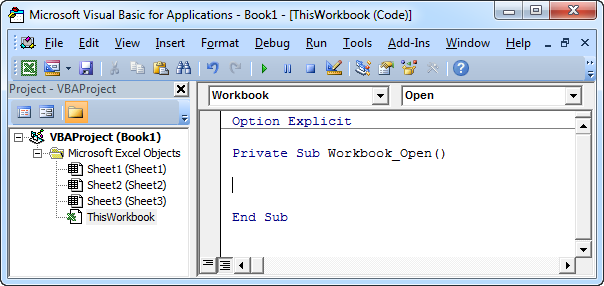 Microsoft Visual Basic for Applications - Book1 - [ThisWorkbook (Code)]
File Edit View Insert Format Debug Run Tools Add-Ins Window Help
Project - VBAProject
VBAProject (Book1)
Microsoft Excel Objects
Sheet1 (Sheet1)
Sheet2 (Sheet2)
Sheet3 (Sheet3)
ThisWorkbook
Workbook Open
Option Explicit
Private Sub Workbook_Open()
End Sub